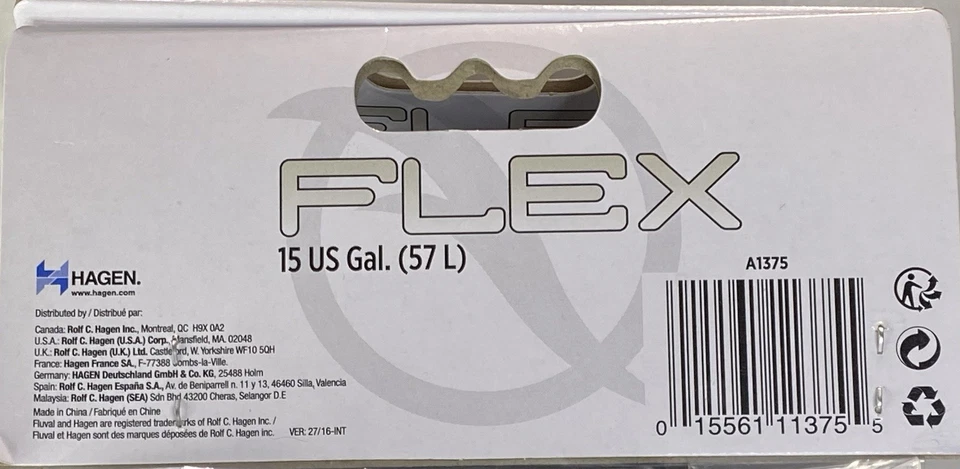 FLEX
15 US Gal. (57 L)
A1375
HAGEN.
www.hagen.com
Distributed by / Distribué par:
Canada: Rolf C. Hagen Inc., Montreal, QC H9X 0A2
U.S.A.: Rolf C. Hagen (U.S.A.) Corp. Mansfield, MA. 02048
U.K.: Rolf C. Hagen (U.K.) Ltd. Castleford, W. Yorkshire WF10 5QH
France: Hagen France SA., F-77388 Combs-la-Ville.
Germany: HAGEN Deutschland GmbH & Co. KG, 25488 Holm
Spain: Rolf C. Hagen España S.A., Av. de Beniparrell n. 11 y 13, 46460 Silla, Valencia
Malaysia: Rolf C. Hagen (SEA) Sdn Bhd 43200 Cheras, Selangor D.E
Made in China / Fabriqué en Chine
Fluval and Hagen are registered trademarks of Rolf C. Hagen Inc. /
Fluval et Hagen sont des marques déposées de Rolf C. Hagen Inc. VER: 27/16-INT
0 15561 11375 5